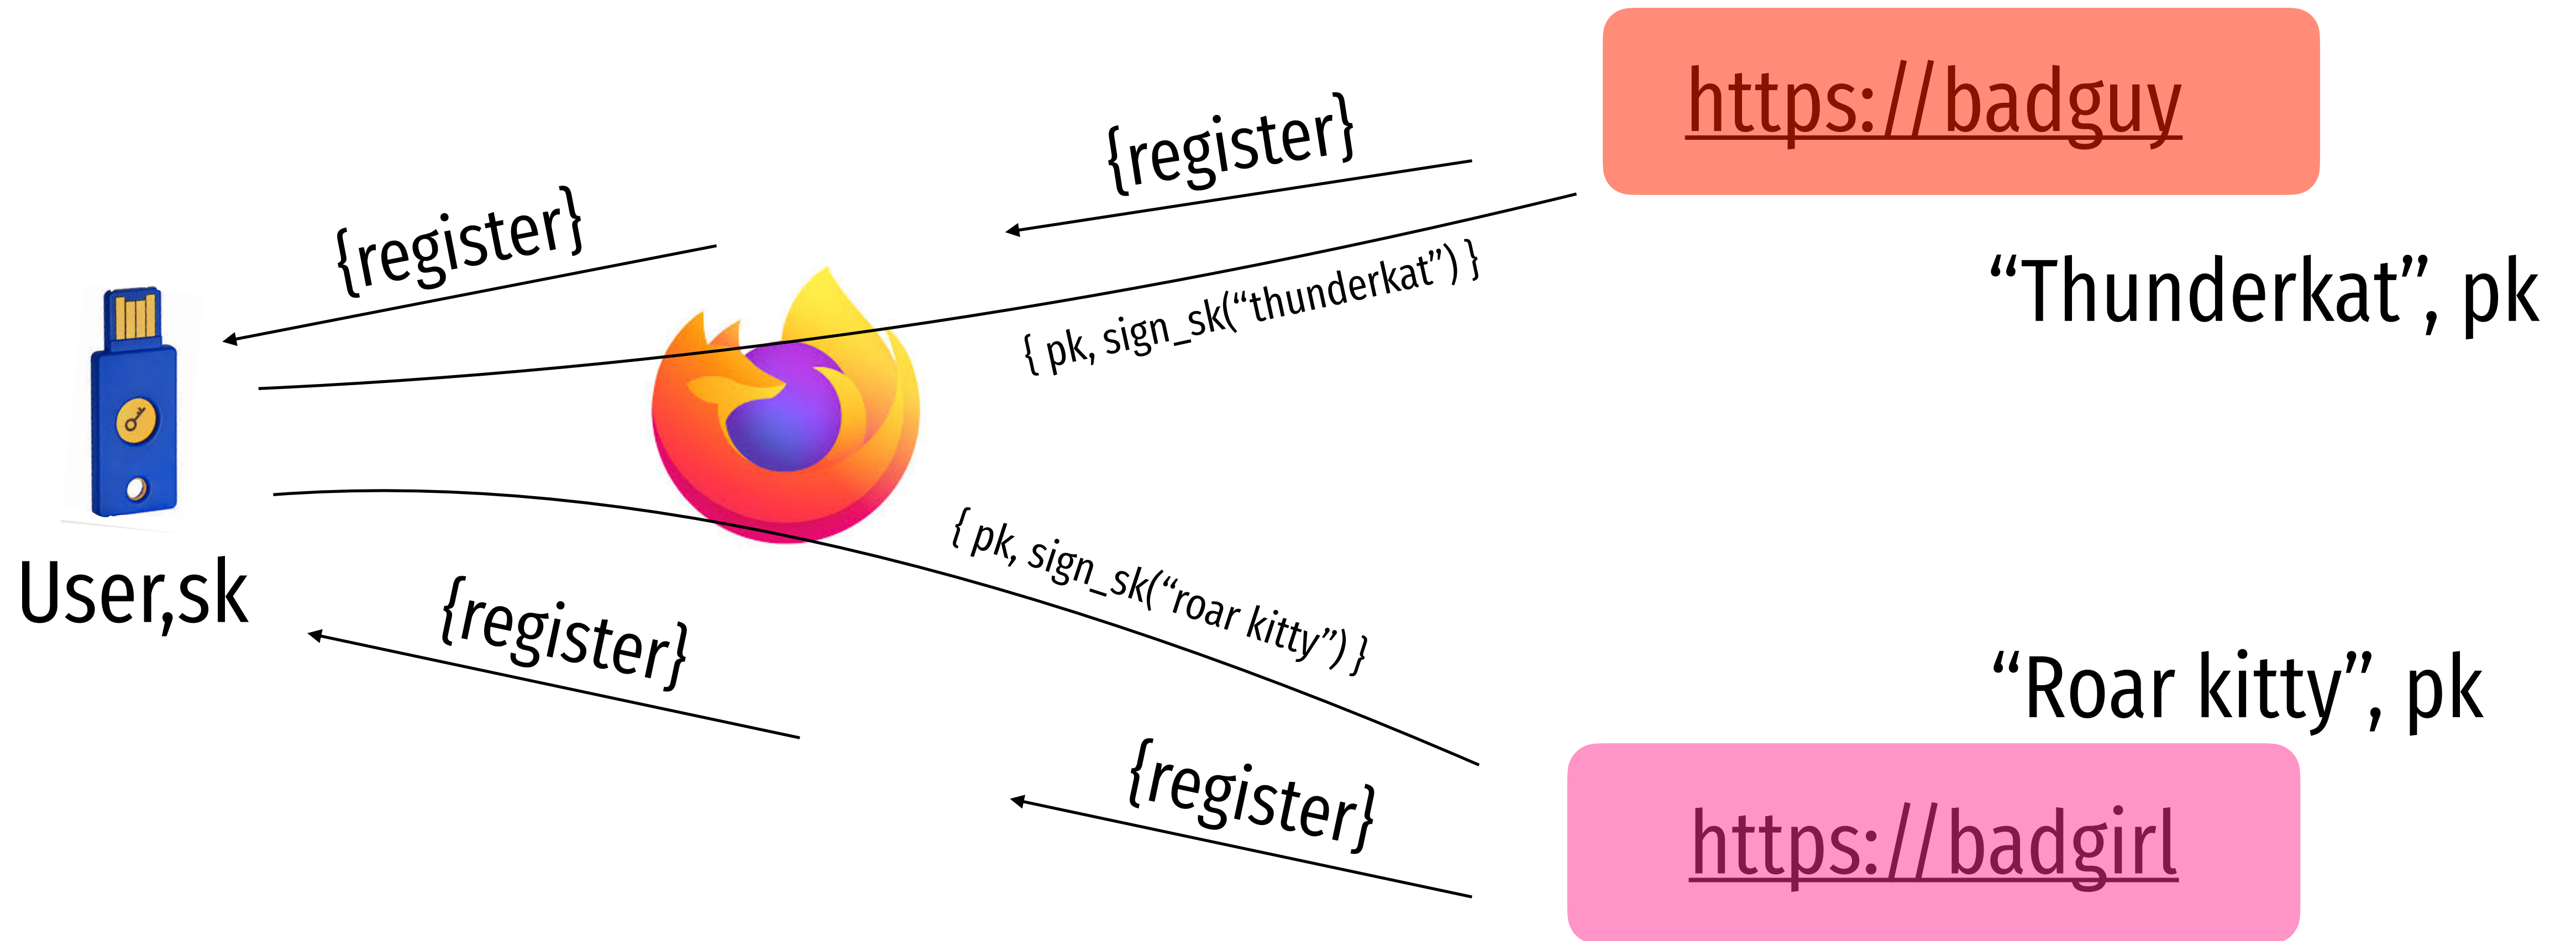 https://badguy
{register}
{register}
{ pk, sign_sk(“thunderkat”) }
“Thunderkat”, pk
User,sk
{ pk, sign_sk(“roar kitty”) }
{register}
“Roar kitty”, pk
{register}
https://badgirl